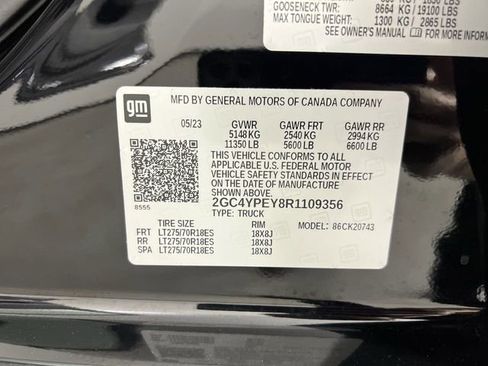 GOOSENECK TWR: 8664 KG / 19100 LBS
MAX TONGUE WEIGHT: 1300 KG / 2865 LBS
SEE OWNER'S MANUAL FOR MORE INFORMATION
gm
MFD BY GENERAL MOTORS OF CANADA COMPANY
05/23 GVWR GAWR FRT GAWR RR
5148 KG 2540 KG 2994 KG
11350 LB 5600 LB 6600 LB
THIS VEHICLE CONFORMS TO ALL
APPLICABLE U.S. FEDERAL MOTOR
VEHICLE SAFETY STANDARDS IN
EFFECT ON THE DATE OF MANUFACTURE
SHOWN ABOVE.
8555 2GC4YPEY8R1109356
TYPE: TRUCK
TIRE SIZE RIM MODEL: 86CK20743
FRT LT275/70R18ES 18X8J
RR LT275/70R18ES 18X8J
SPA LT275/70R18ES 18X8J